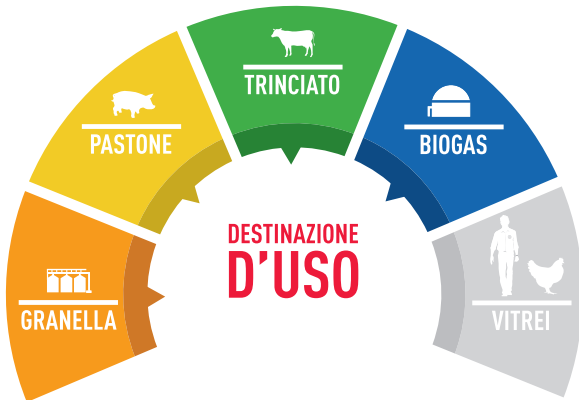 GRANELLA
PASTONE
TRINCIATO
BIOGAS
VITREI
DESTINAZIONE
D'USO